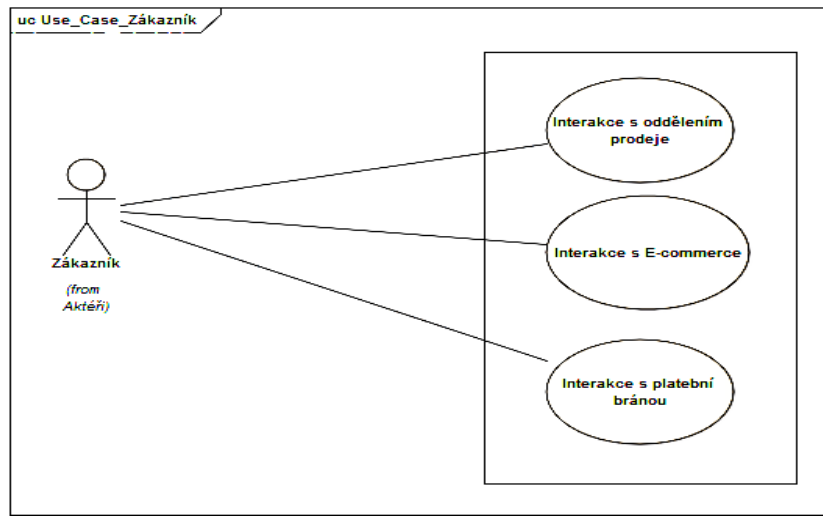 uc Use_Case_Zákazník
Interakce s oddělením
prodeje
Interakce s E-commerce
Zákazník
(from
Aktéři)
Interakce s platební
bránou